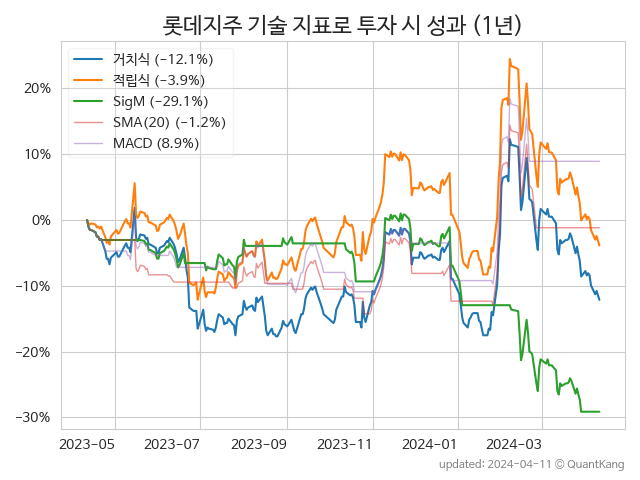 롯데지주 기술 지표로 투자 시 성과 (1년)
거치식 (-12.1%)
적립식 (-3.9%)
SigM (-29.1%)
SMA(20) (-1.2%)
MACD (8.9%)
20%
10%
0%
-10%
-20%
-30%
2023-05 2023-07 2023-09 2023-11 2024-01 2024-03
updated: 2024-04-11 © QuantKang